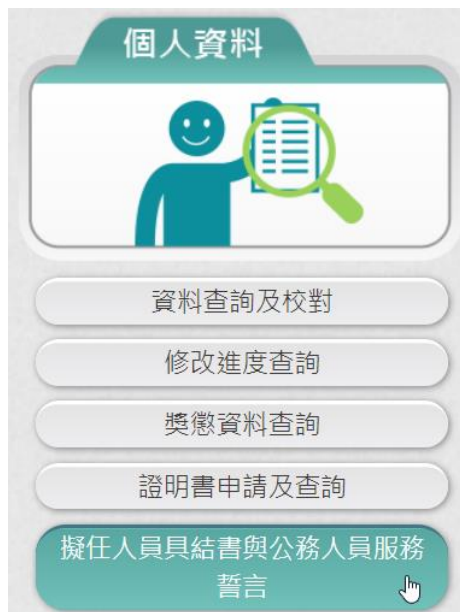 個人資料
資料查詢及校對
修改進度查詢
獎懲資料查詢
證明書申請及查詢
擬任人員具結書與公務人員服務
誓言